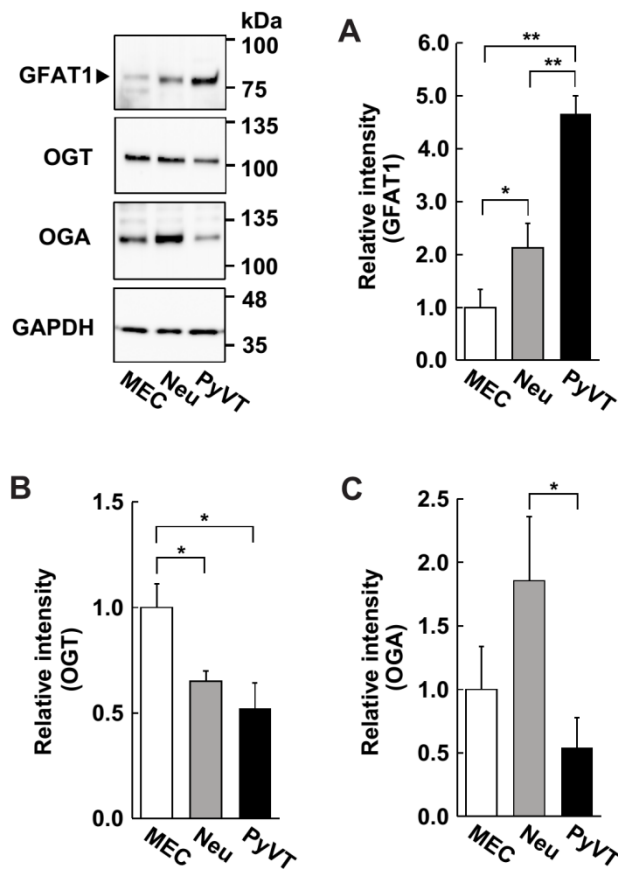 kDa
GFAT1
100
75
OGT
135
100
OGA
135
100
GAPDH
48
35
MEC Neu PyVT
A
Relative intensity
(GFAT1)
6.0
5.0
4.0
3.0
2.0
1.0
0.0
**
**
*
MEC Neu PyVT
B
Relative intensity
(OGT)
1.5
1.0
0.5
0.0
*
*
MEC Neu PyVT
C
Relative intensity
(OGA)
2.5
2.0
1.5
1.0
0.5
0.0
*
MEC Neu PyVT